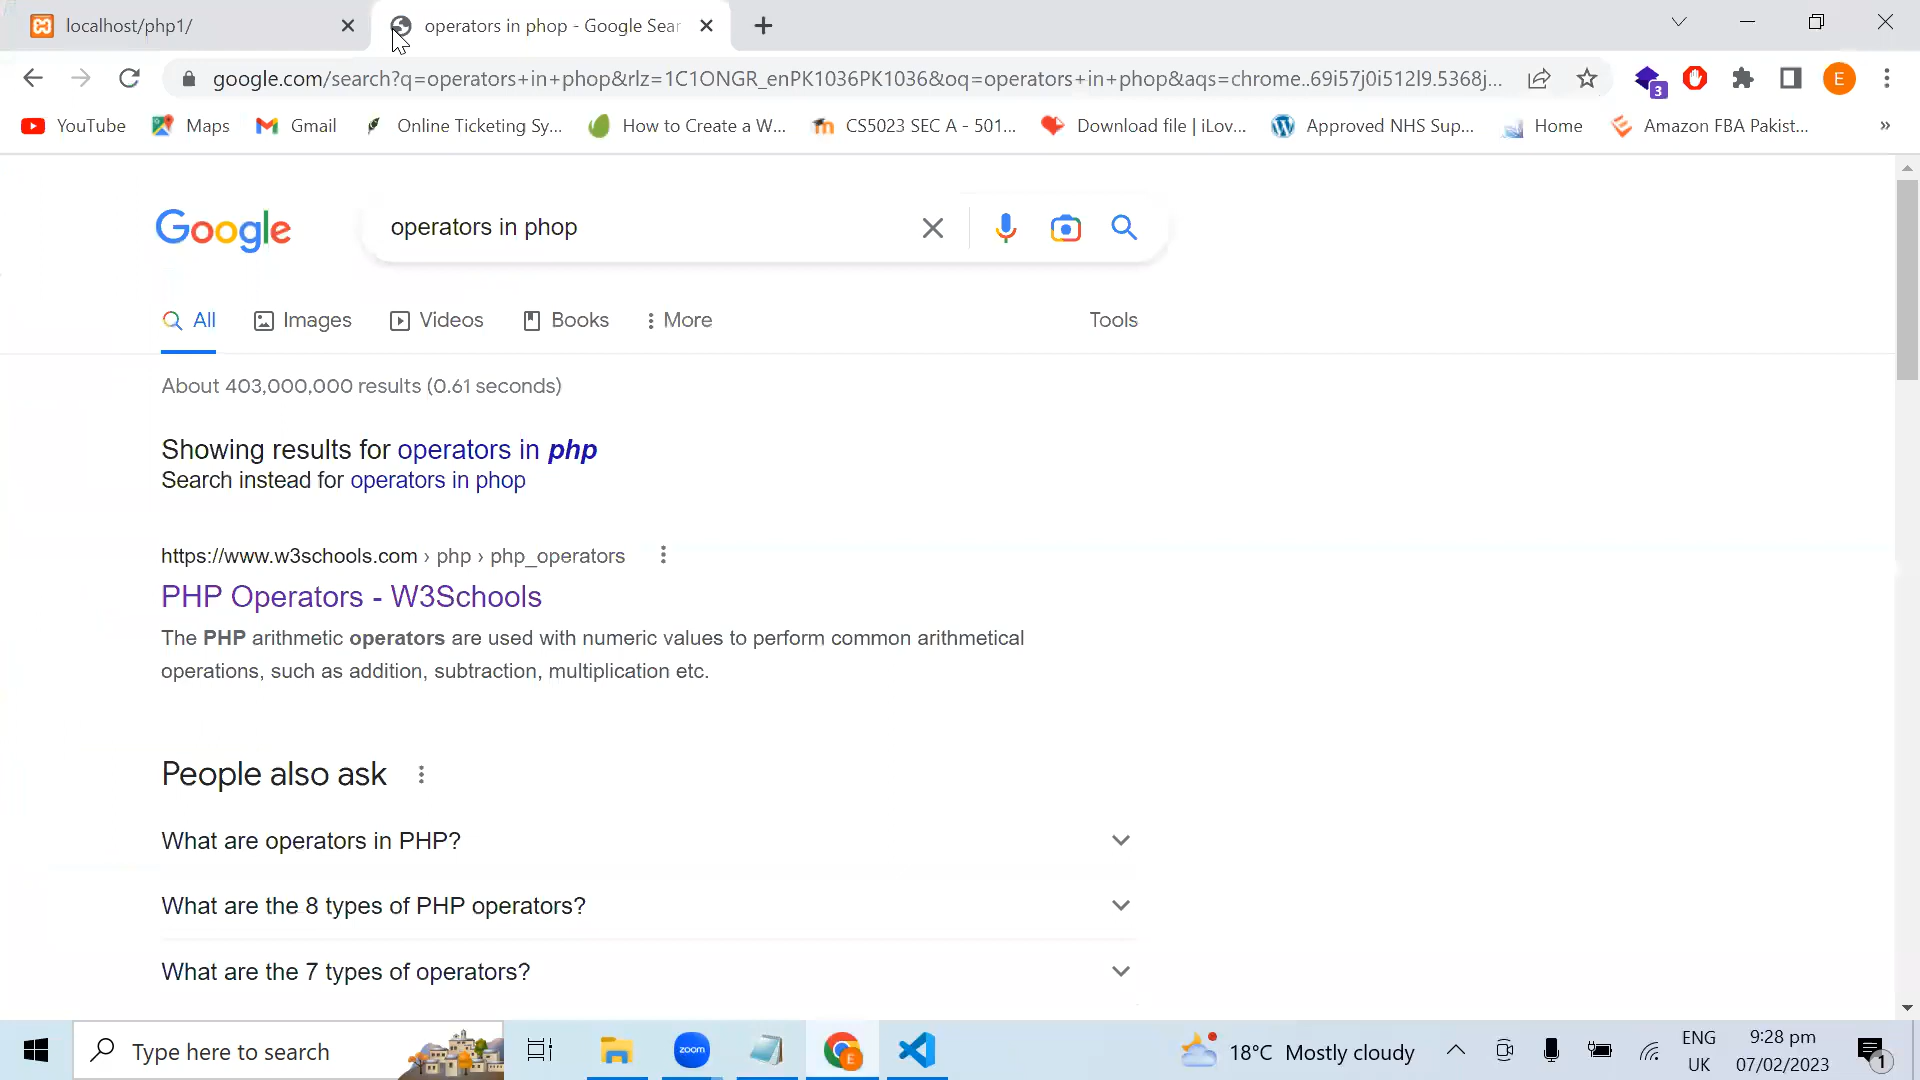 localhost/php1/
operators in phop - Google Sear
google.com/search?q=operators+in+phop&rlz=1C1ONGR_enPK1036PK1036&oq=operators+in+phop&aqs=chrome..69i57j0i512l9.5368j...
3
E
YouTube
Maps
Gmail
Online Ticketing Sy...
How to Create a W...
CS5023 SEC A - 501...
Download file | iLov...
Approved NHS Sup...
Home
Amazon FBA Pakist...
»
Google
operators in phop
All
Images
Videos
Books
More
Tools
About 403,000,000 results (0.61 seconds)
Showing results for operators in php
Search instead for operators in phop
https://www.w3schools.com › php › php_operators
PHP Operators - W3Schools
The PHP arithmetic operators are used with numeric values to perform common arithmetical
operations, such as addition, subtraction, multiplication etc.
People also ask
What are operators in PHP?
What are the 8 types of PHP operators?
What are the 7 types of operators?
Type here to search
zoom
E
18°C Mostly cloudy
ENG
UK
9:28 pm
07/02/2023
1